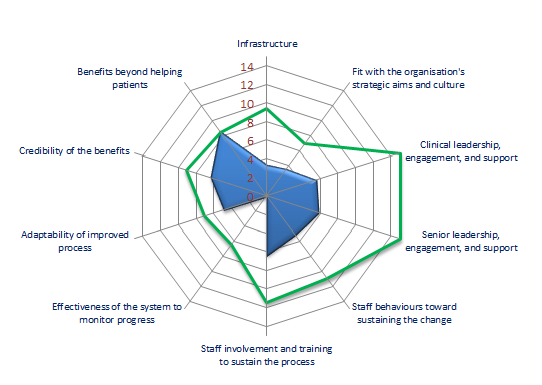 Infrastructure
Fit with the organisation's
strategic aims and culture
Clinical leadership,
engagement, and support
Senior leadership,
engagement, and support
Staff behaviours toward
sustaining the change
Staff involvement and training
to sustain the process
Effectiveness of the system to
monitor progress
Adaptability of improved
process
Credibility of the benefits
Benefits beyond helping
patients
14
12
10
8
6
4
2
0